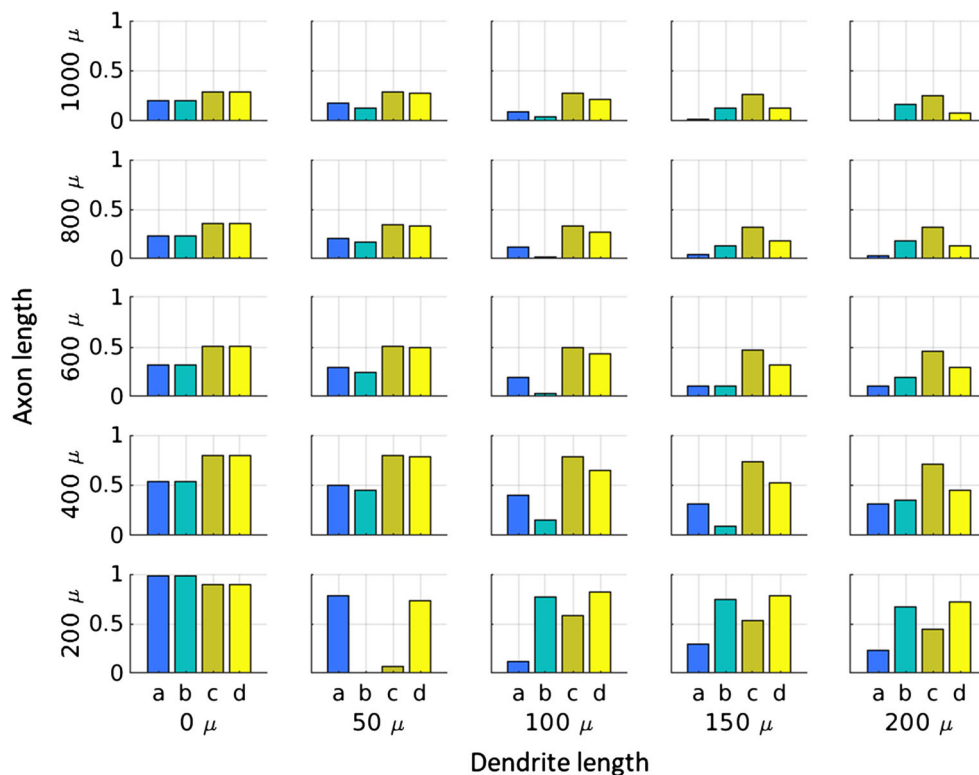 1
0.5
0
1000 μ
1
0.5
0
800 μ
1
0.5
0
600 μ
1
0.5
0
400 μ
1
0.5
0
200 μ
Axon length
a b c d
a b c d
a b c d
a b c d
a b c d
0 μ
50 μ
100 μ
150 μ
200 μ
Dendrite length